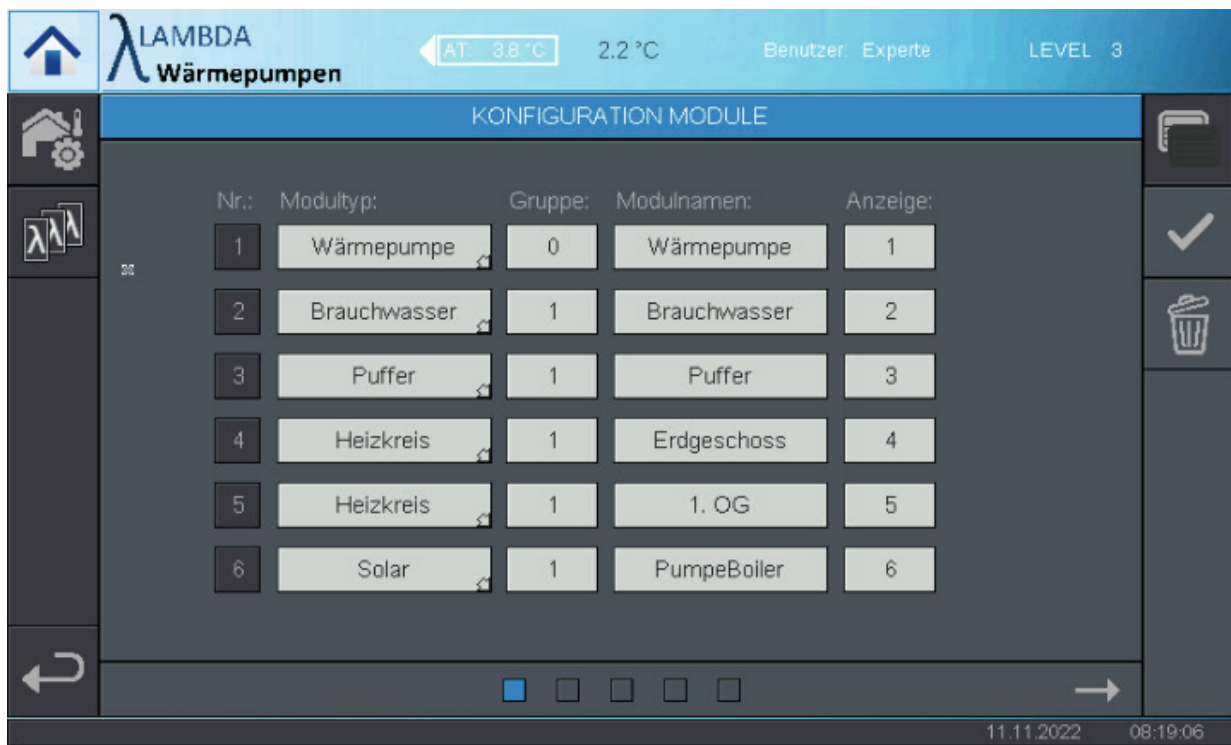 LAMBDA
Wärmepumpen
AT: 3.8 °C 2.2 °C Benutzer: Experte LEVEL 3
KONFIGURATION MODULE
Nr.: Modultyp: Gruppe: Modulnamen: Anzeige:
1 Wärmepumpe 0 Wärmepumpe 1
2 Brauchwasser 1 Brauchwasser 2
3 Puffer 1 Puffer 3
4 Heizkreis 1 Erdgeschoss 4
5 Heizkreis 1 1. OG 5
6 Solar 1 PumpeBoiler 6
11.11.2022 08:19:06